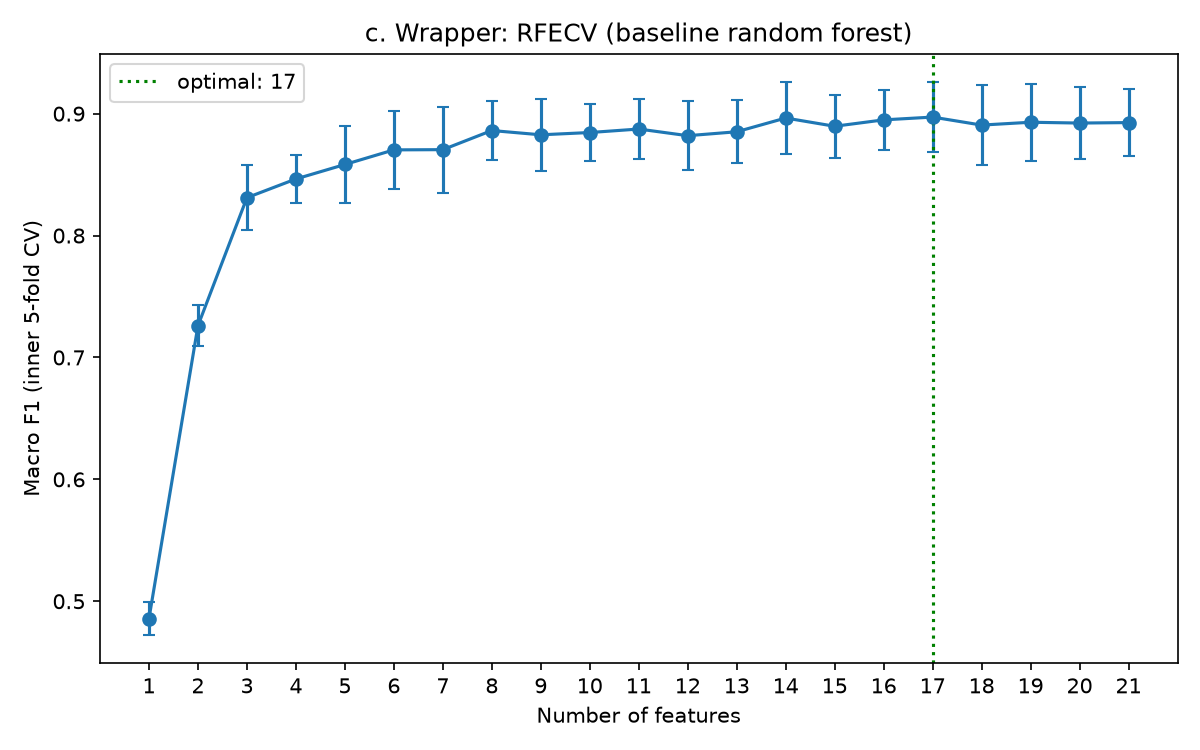 c. Wrapper: RFECV (baseline random forest)
optimal: 17
Macro F1 (inner 5-fold CV)
0.9
0.8
0.7
0.6
0.5
1 2 3 4 5 6 7 8 9 10 11 12 13 14 15 16 17 18 19 20 21
Number of features